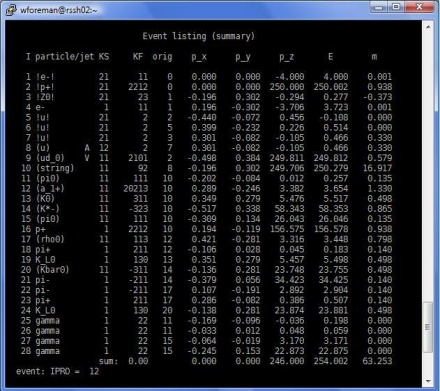 wforeman@rssh02:~
Event listing (summary)
I particle/jet KS KF orig p_x p_y p_z E m
1 !e-! 21 11 0 0.000 0.000 -4.000 4.000 0.001
2 !p+! 21 2212 0 0.000 0.000 250.000 250.002 0.938
3 !Z0! 21 23 1 -0.196 0.302 -0.294 0.277 -0.373
4 e- 1 11 1 0.196 -0.302 -3.706 3.723 0.001
5 !u! 21 2 2 -0.440 -0.072 0.456 -0.108 0.000
6 !u! 21 2 5 0.399 -0.232 0.226 0.514 0.000
7 !u! 21 2 3 0.301 -0.082 -0.105 0.466 0.330
8 (u) A 12 2 7 0.301 -0.082 -0.105 0.466 0.330
9 (ud_0) V 11 2101 2 -0.498 0.384 249.811 249.812 0.579
10 (string) 11 92 8 -0.196 0.302 249.706 250.279 16.917
11 (pi0) 11 111 10 -0.202 -0.084 0.012 0.257 0.135
12 (a_1+) 11 20213 10 0.289 -0.246 3.382 3.654 1.330
13 (K0) 11 311 10 0.349 0.279 5.476 5.517 0.498
14 (K*-) 11 -323 10 -0.517 0.338 58.343 58.353 0.865
15 (pi0) 11 111 10 -0.309 0.134 26.043 26.046 0.135
16 p+ 1 2212 10 0.194 -0.119 156.575 156.578 0.938
17 (rho0) 11 113 12 0.421 -0.281 3.316 3.448 0.798
18 pi+ 1 211 12 -0.106 0.028 0.045 0.183 0.140
19 K_L0 1 130 13 0.351 0.279 5.457 5.498 0.498
20 (Kbar0) 11 -311 14 -0.136 0.281 23.748 23.755 0.498
21 pi- 1 -211 14 -0.379 0.056 34.423 34.425 0.140
22 pi- 1 -211 17 0.107 -0.191 2.892 2.904 0.140
23 pi+ 1 211 17 0.286 -0.082 0.386 0.507 0.140
24 K_L0 1 130 20 -0.138 0.281 23.874 23.881 0.498
25 gamma 1 22 11 -0.169 -0.096 -0.036 0.198 0.000
26 gamma 1 22 11 -0.033 0.012 0.048 0.059 0.000
27 gamma 1 22 15 -0.064 -0.019 3.170 3.171 0.000
28 gamma 1 22 15 -0.245 0.153 22.873 22.875 0.000
sum: 0.00 0.000 0.000 246.000 254.002 63.253
event: IPRO = 12